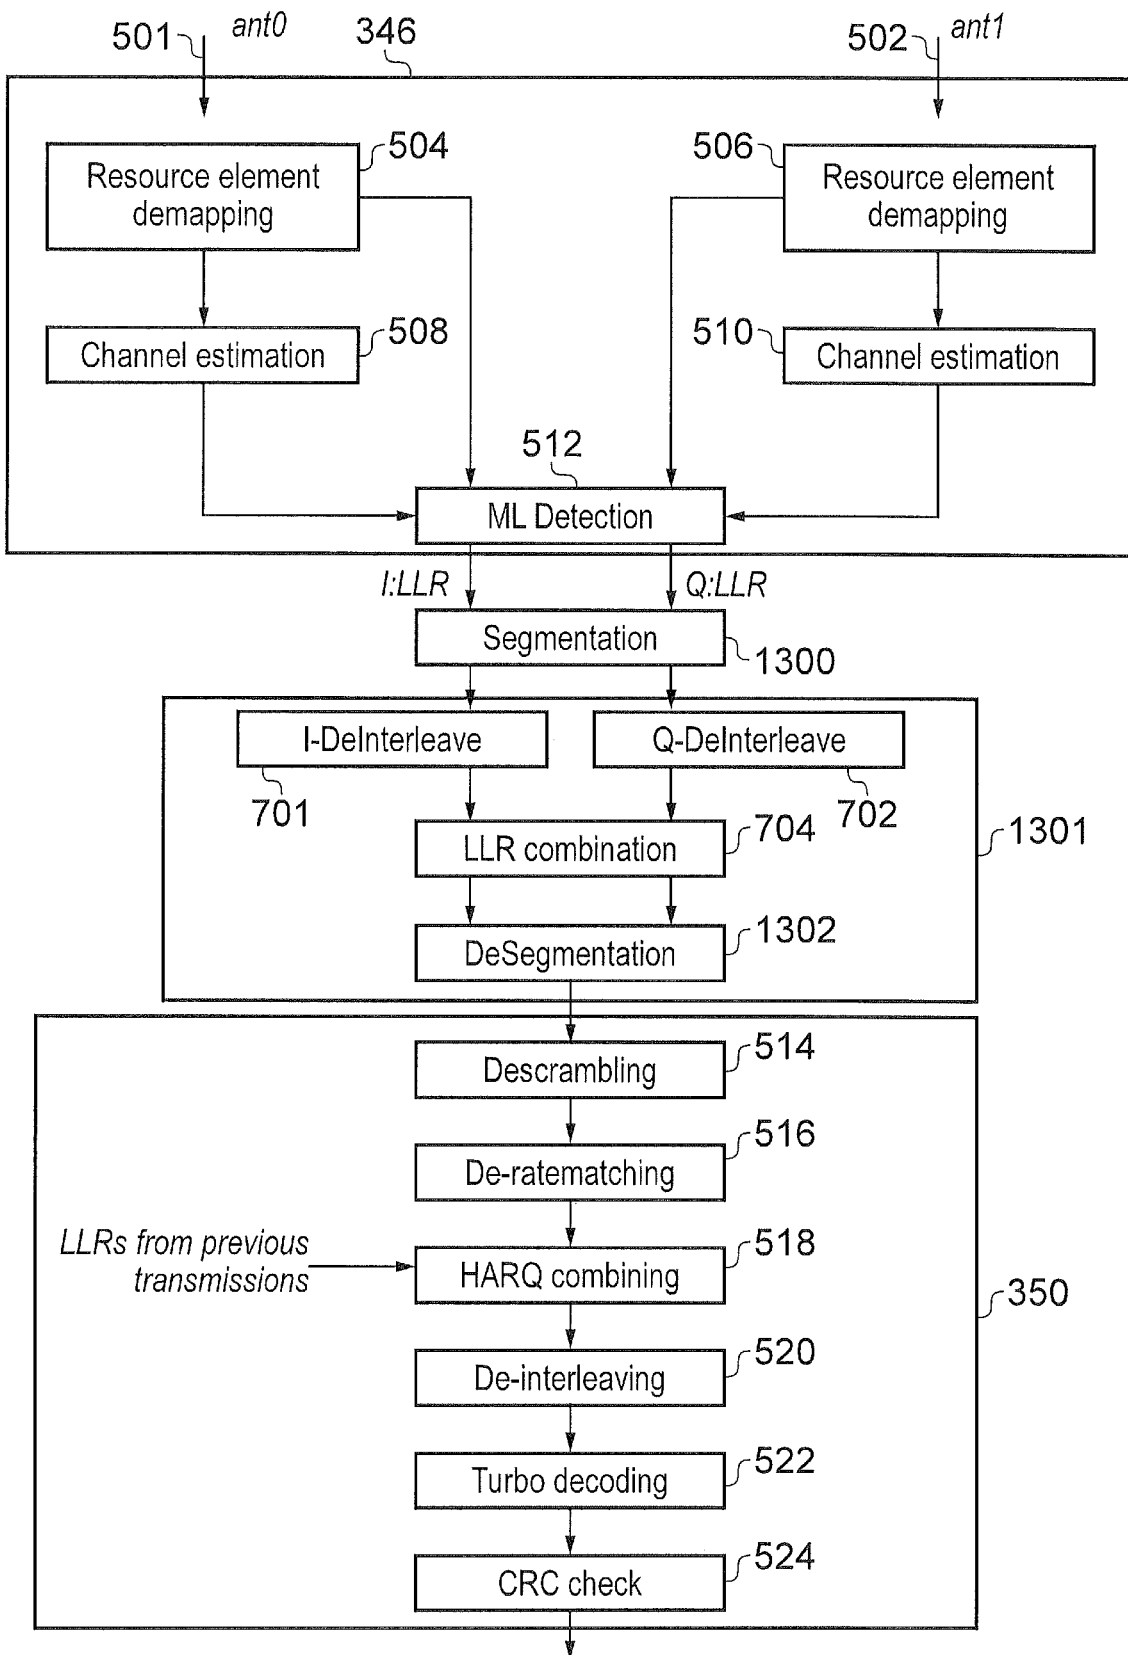 501
ant0
346
502
ant1
504
506
Resource element
demapping
Resource element
demapping
508
510
Channel estimation
Channel estimation
512
ML Detection
I:LLR
Q:LLR
Segmentation
1300
I-DeInterleave
Q-DeInterleave
701
702
704
1301
LLR combination
1302
DeSegmentation
514
Descrambling
516
De-ratematching
LLRs from previous
transmissions
518
HARQ combining
350
520
De-interleaving
522
Turbo decoding
524
CRC check